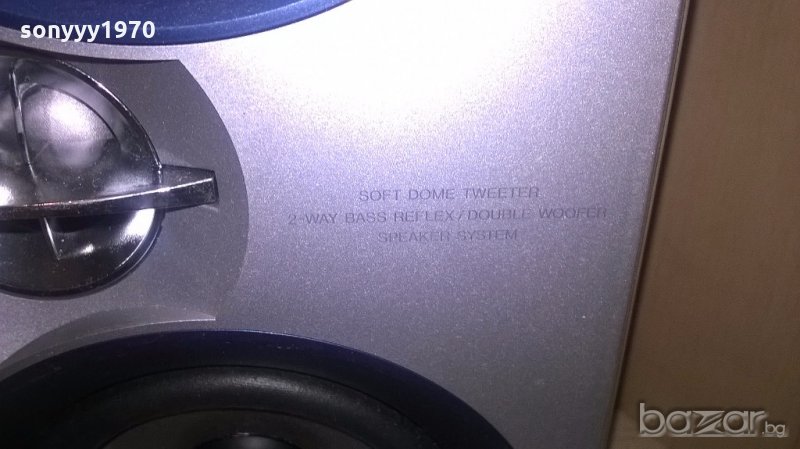 sonyyy1970
SOFT DOME TWEETER
2-WAY BASS REFLEX/DOUBLE WOOFER
SPEAKER SYSTEM
bazar.bg